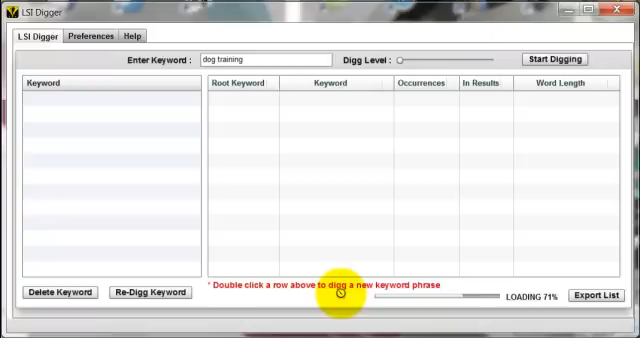 LSI Digger
LSI Digger Preferences Help
Enter Keyword : dog training Digg Level : Start Digging
Keyword Root Keyword Keyword Occurrences In Results Word Length
* Double click a row above to digg a new keyword phrase
Delete Keyword Re-Digg Keyword LOADING 71% Export List